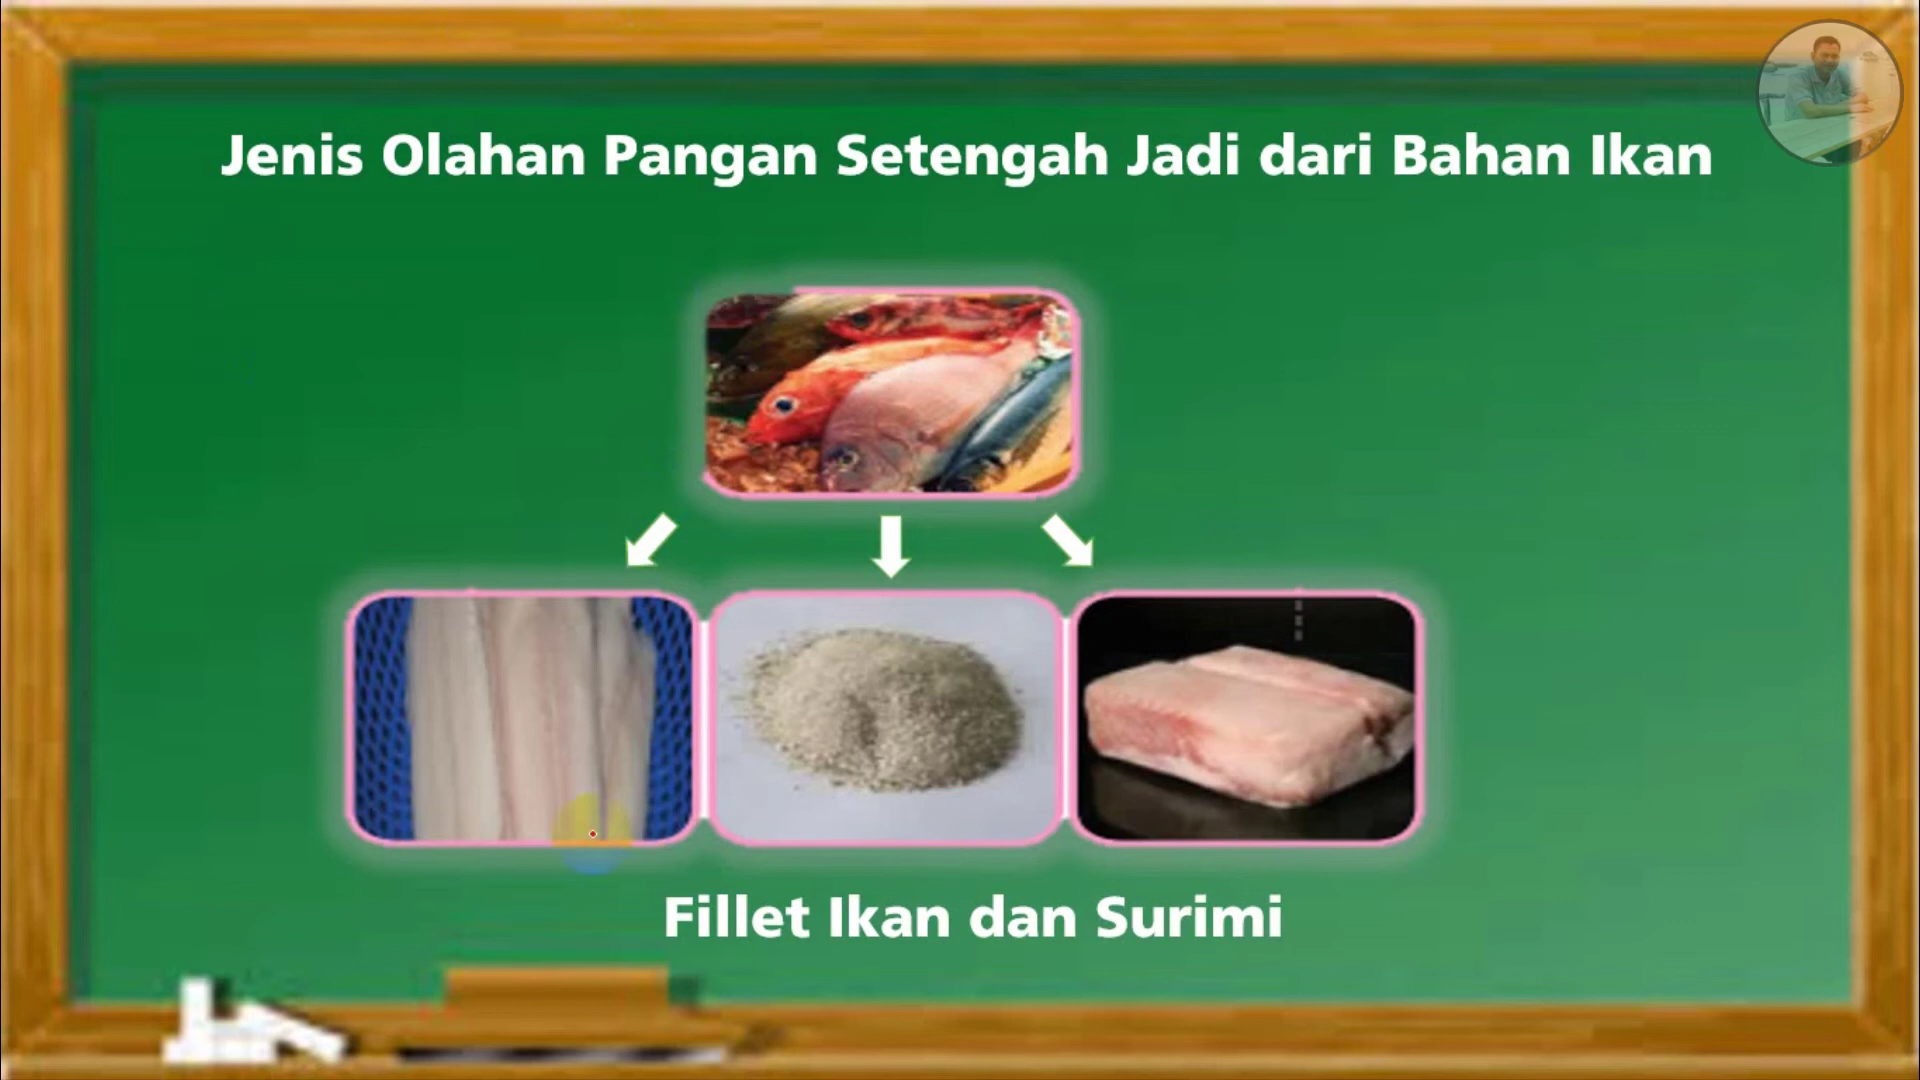 Jenis Olahan Pangan Setengah Jadi dari Bahan Ikan
Fillet Ikan dan Surimi